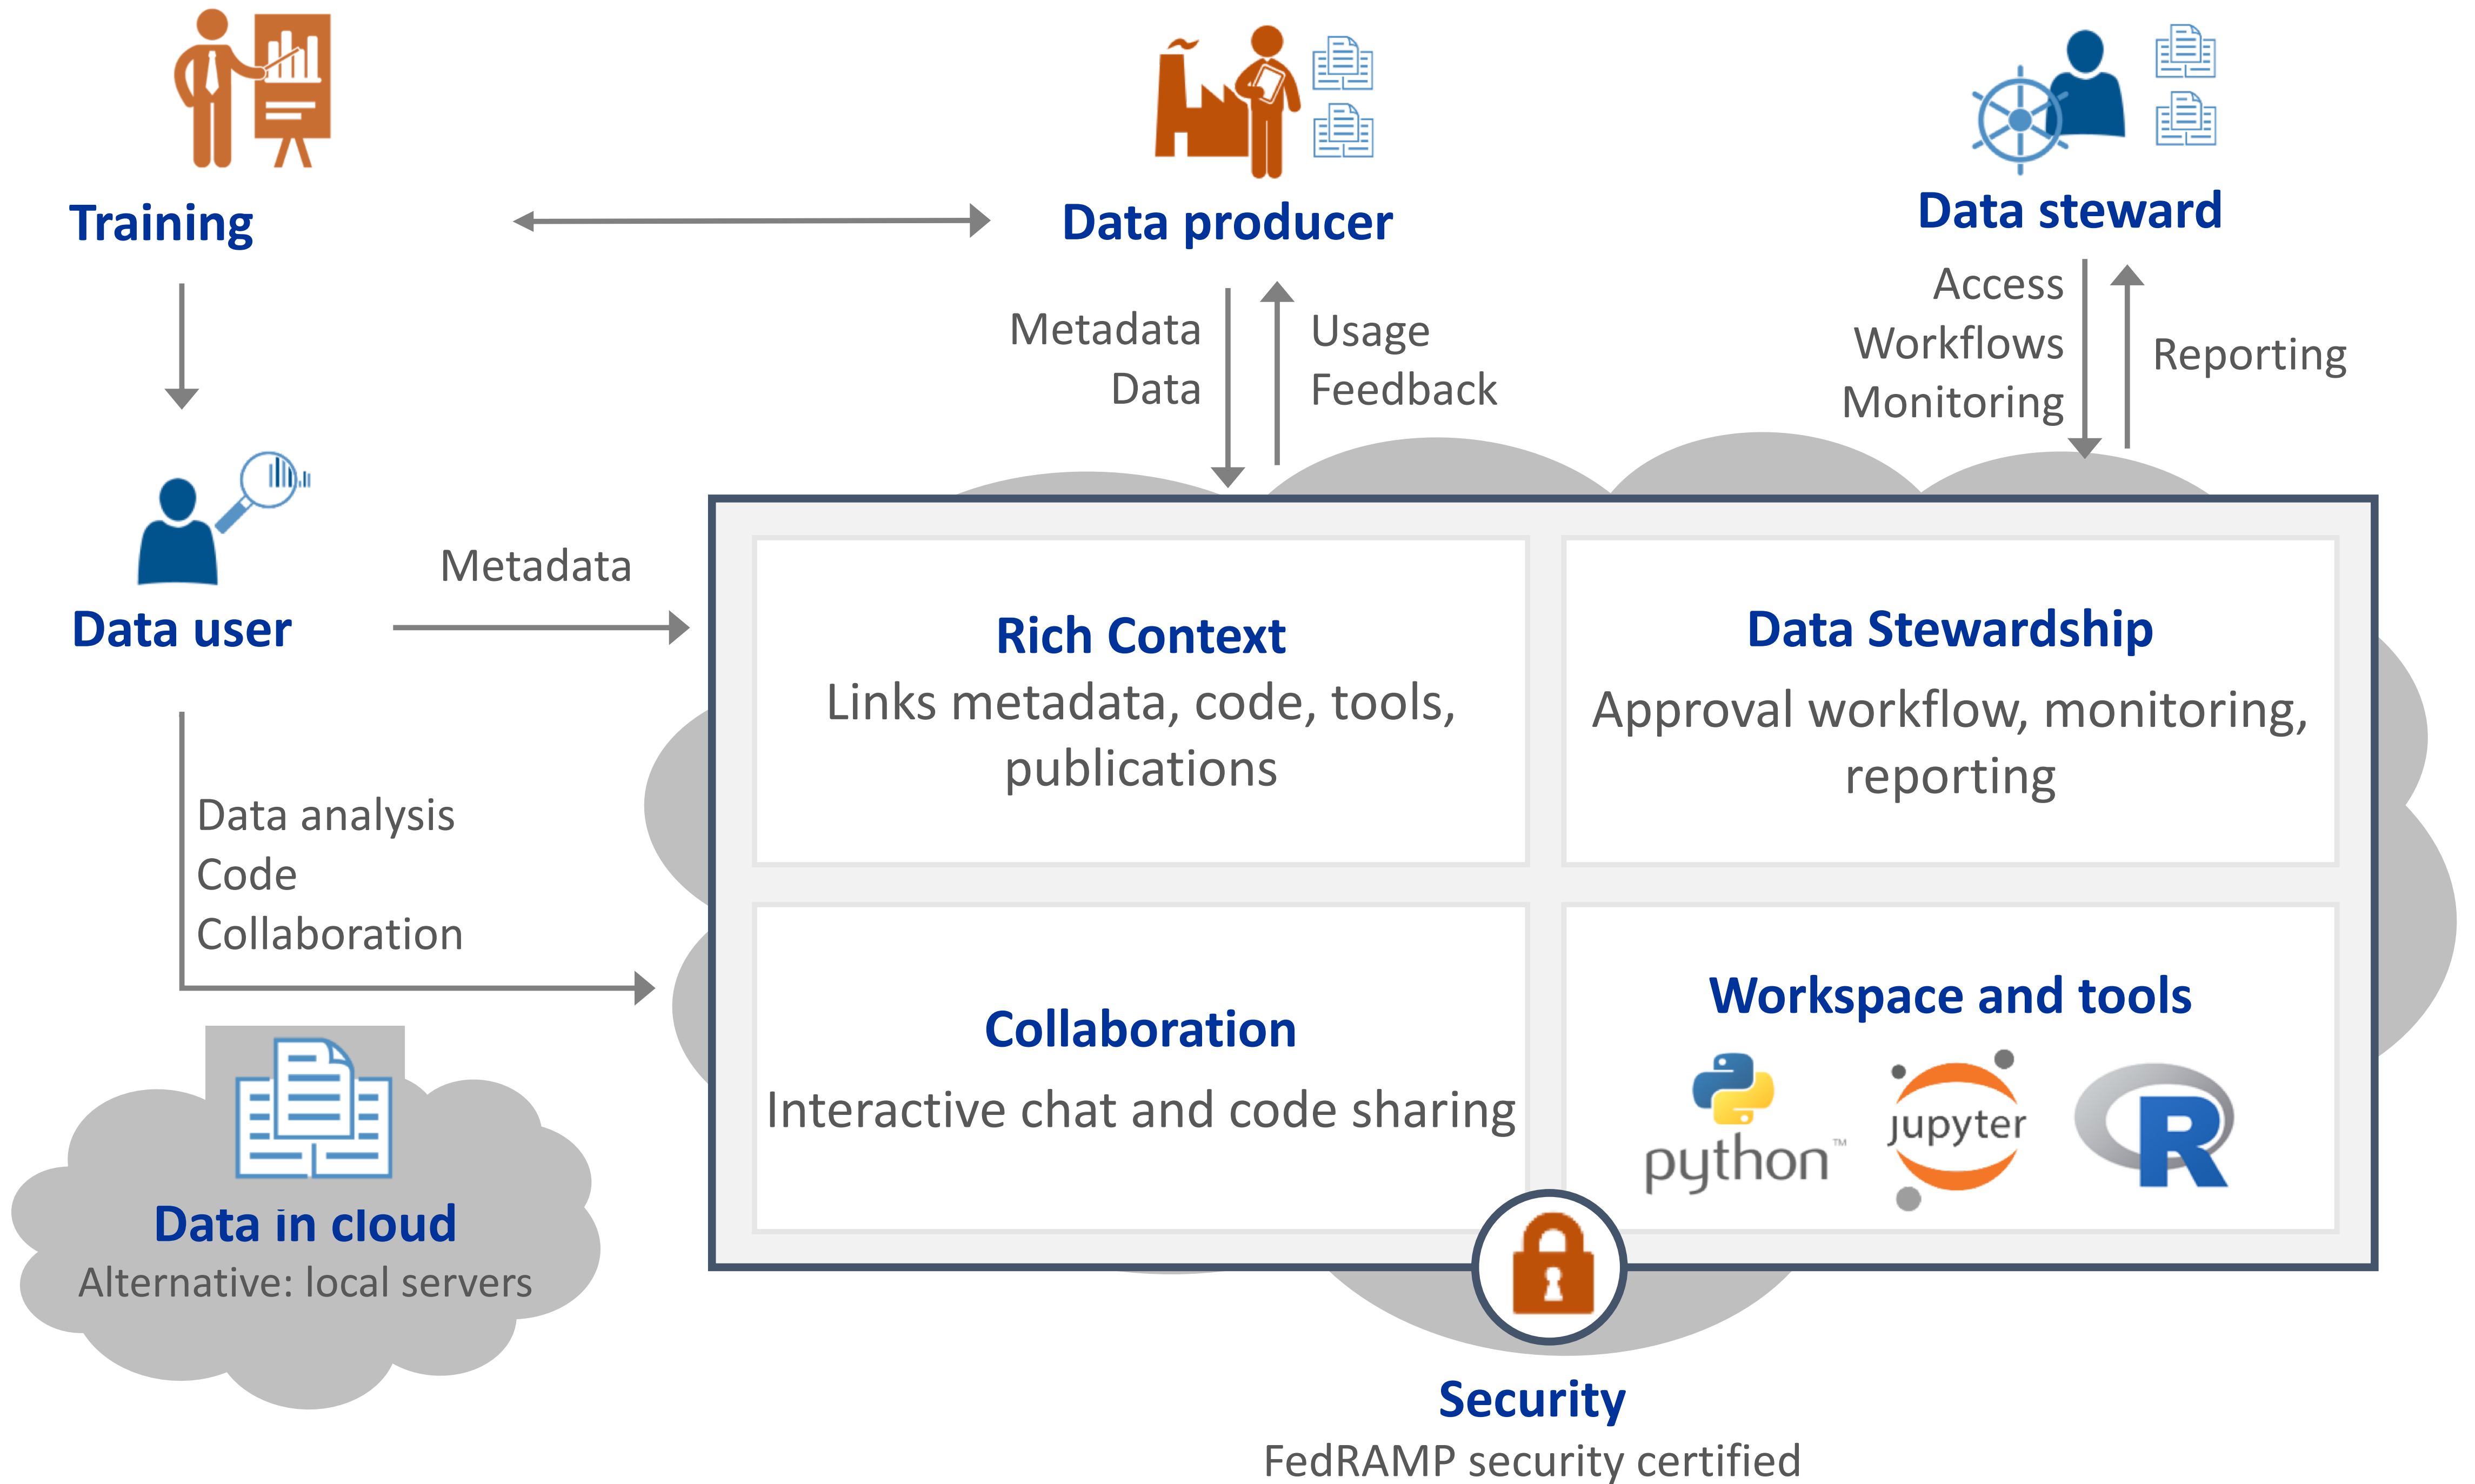 Training
Data producer
Data steward
Metadata
Data
Usage
Feedback
Access
Workflows
Monitoring
Reporting
Data user
Metadata
Data analysis
Code
Collaboration
Rich Context
Links metadata, code, tools,
publications
Data Stewardship
Approval workflow, monitoring,
reporting
Collaboration
Interactive chat and code sharing
Workspace and tools
python™
jupyter
R
Data in cloud
Alternative: local servers
Security
FedRAMP security certified